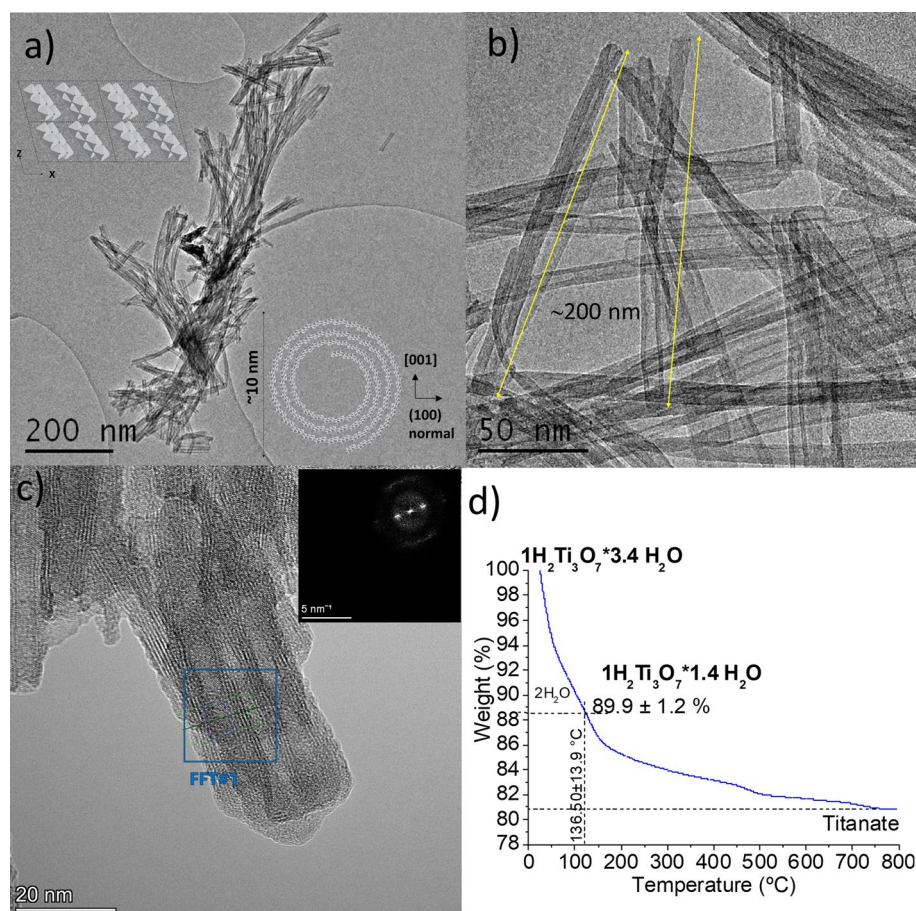 a)
z
x
~10 nm
[001]
(100)
normal
200 nm
b)
~200 nm
50 nm
c)
5 nm⁻¹
FFT#1
20 nm
d)
1H₂Ti₃O₇*3.4 H₂O
1H₂Ti₃O₇*1.4 H₂O
2H₂O
89.9 ± 1.2 %
136.50±13.9 °C
Titanate
Weight (%)
100
98
96
94
92
90
88
86
84
82
80
78
0 100 200 300 400 500 600 700 800
Temperature (ºC)